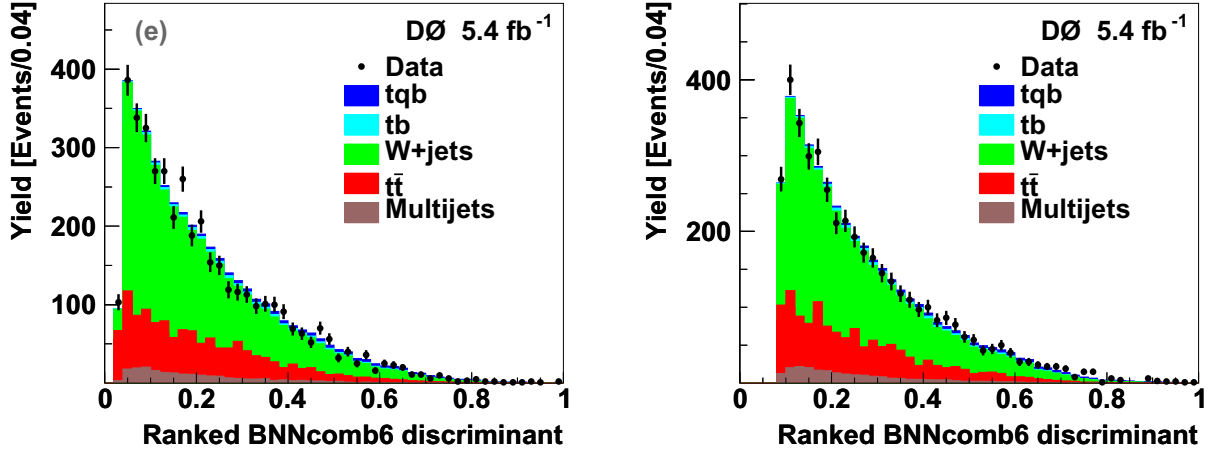 (e)
DØ 5.4 fb⁻¹
Yield [Events/0.04]
400
300
200
100
Data
tqb
tb
W+jets
tt̄
Multijets
0 0.2 0.4 0.6 0.8 1
Ranked BNNcomb6 discriminant
DØ 5.4 fb⁻¹
Yield [Events/0.04]
400
200
Data
tqb
tb
W+jets
tt̄
Multijets
0 0.2 0.4 0.6 0.8 1
Ranked BNNcomb6 discriminant